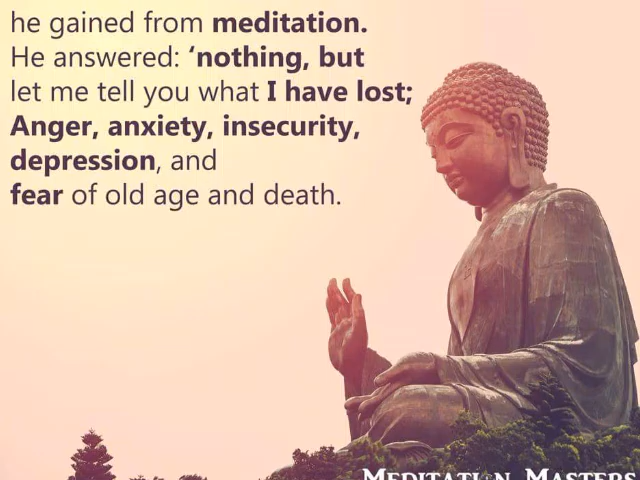 he gained from meditation.
He answered: ‘nothing, but
let me tell you what I have lost;
Anger, anxiety, insecurity,
depression, and
fear of old age and death.
MEDITATION MASTERS